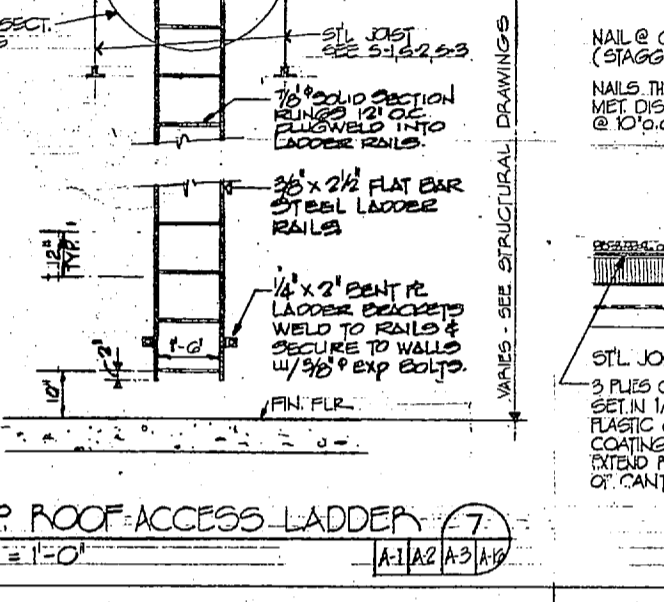 SECT.
S
ST'L JOIST
SEE S-1, S-2, S-3
7/8" φ SOLID SECTION
RUNGS 12" O.C.
PLUGWELD INTO
LADDER RAILS.
3/8" x 2 1/2" FLAT BAR
STEEL LADDER
RAILS
1/4" x 2" BENT PL
LADDER BRACKETS
WELD TO RAILS &
SECURE TO WALLS
W/ 5/8" φ EXP BOLTS.
12"
TYP.
1'-6"
2"
10"
FIN. FLR.
VARIES - SEE STRUCTURAL DRAWINGS
NAIL @
(STAGG
NAILS TH
MET. DIS
@ 10" o.c
ST'L JO
3 PLIES O
SET IN 1/
PLASTIC
COATING
EXTEND
OF CANT
ROOF ACCESS LADDER 7
= 1'-0"
A-1 A-2 A-3